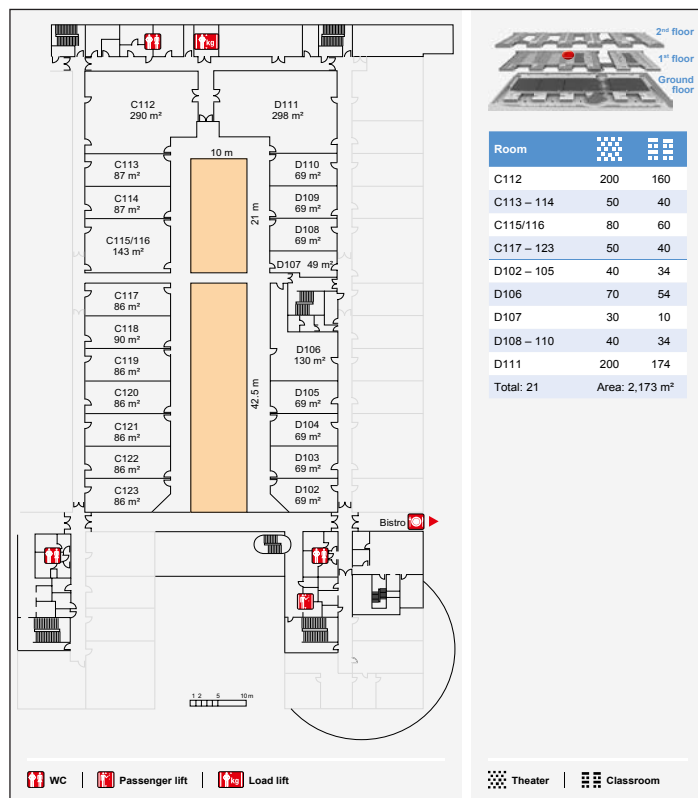 C112
290 m²
D111
298 m²
10 m
21 m
C113
87 m²
C114
87 m²
C115/116
143 m²
D110
69 m²
D109
69 m²
D108
69 m²
D107 49 m²
C117
86 m²
C118
90 m²
C119
86 m²
C120
86 m²
C121
86 m²
C122
86 m²
C123
86 m²
42.5 m
D106
130 m²
D105
69 m²
D104
69 m²
D103
69 m²
D102
69 m²
Bistro
kg
1 2 5 10 m
WC
Passenger lift
kg
Load lift
2nd floor
1st floor
Ground
floor
Room
C112 200 160
C113 – 114 50 40
C115/116 80 60
C117 – 123 50 40
D102 – 105 40 34
D106 70 54
D107 30 10
D108 – 110 40 34
D111 200 174
Total: 21 Area: 2,173 m²
Theater
Classroom